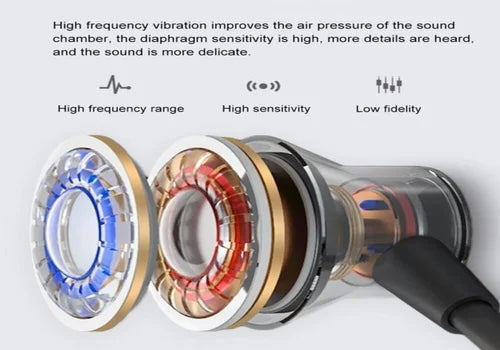 High frequency vibration improves the air pressure of the sound
chamber, the diaphragm sensitivity is high, more details are heard,
and the sound is more delicate.
High frequency range
High sensitivity
Low fidelity